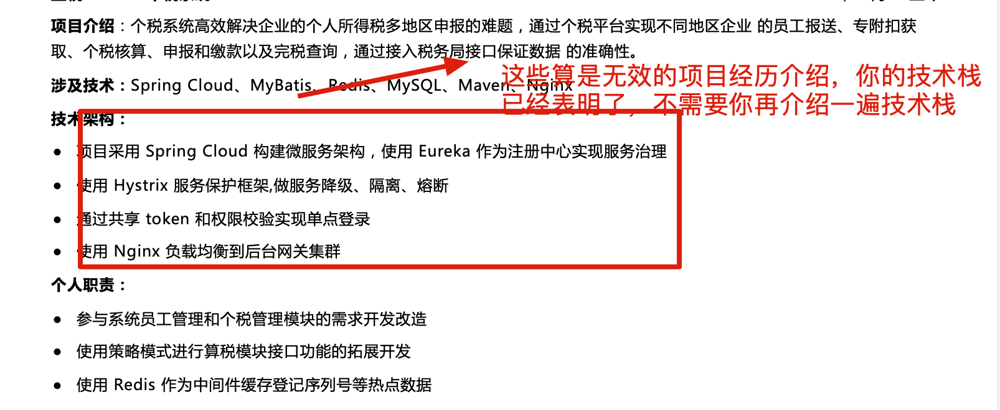 项目介绍：个税系统高效解决企业的个人所得税多地区申报的难题，通过个税平台实现不同地区企业 的员工报送、专附扣获
取、个税核算、申报和缴款以及完税查询，通过接入税务局接口保证数据 的准确性。
这些算是无效的项目经历介绍，你的技术栈
涉及技术：Spring Cloud、MyBatis、Redis、MySQL、Maven、Nginx
已经表明了，不需要你再介绍一遍技术栈
技术架构：
● 项目采用 Spring Cloud 构建微服务架构，使用 Eureka 作为注册中心实现服务治理
● 使用 Hystrix 服务保护框架,做服务降级、隔离、熔断
● 通过共享 token 和权限校验实现单点登录
● 使用 Nginx 负载均衡到后台网关集群
个人职责：
● 参与系统员工管理和个税管理模块的需求开发改造
● 使用策略模式进行算税模块接口功能的拓展开发
● 使用 Redis 作为中间件缓存登记序列号等热点数据